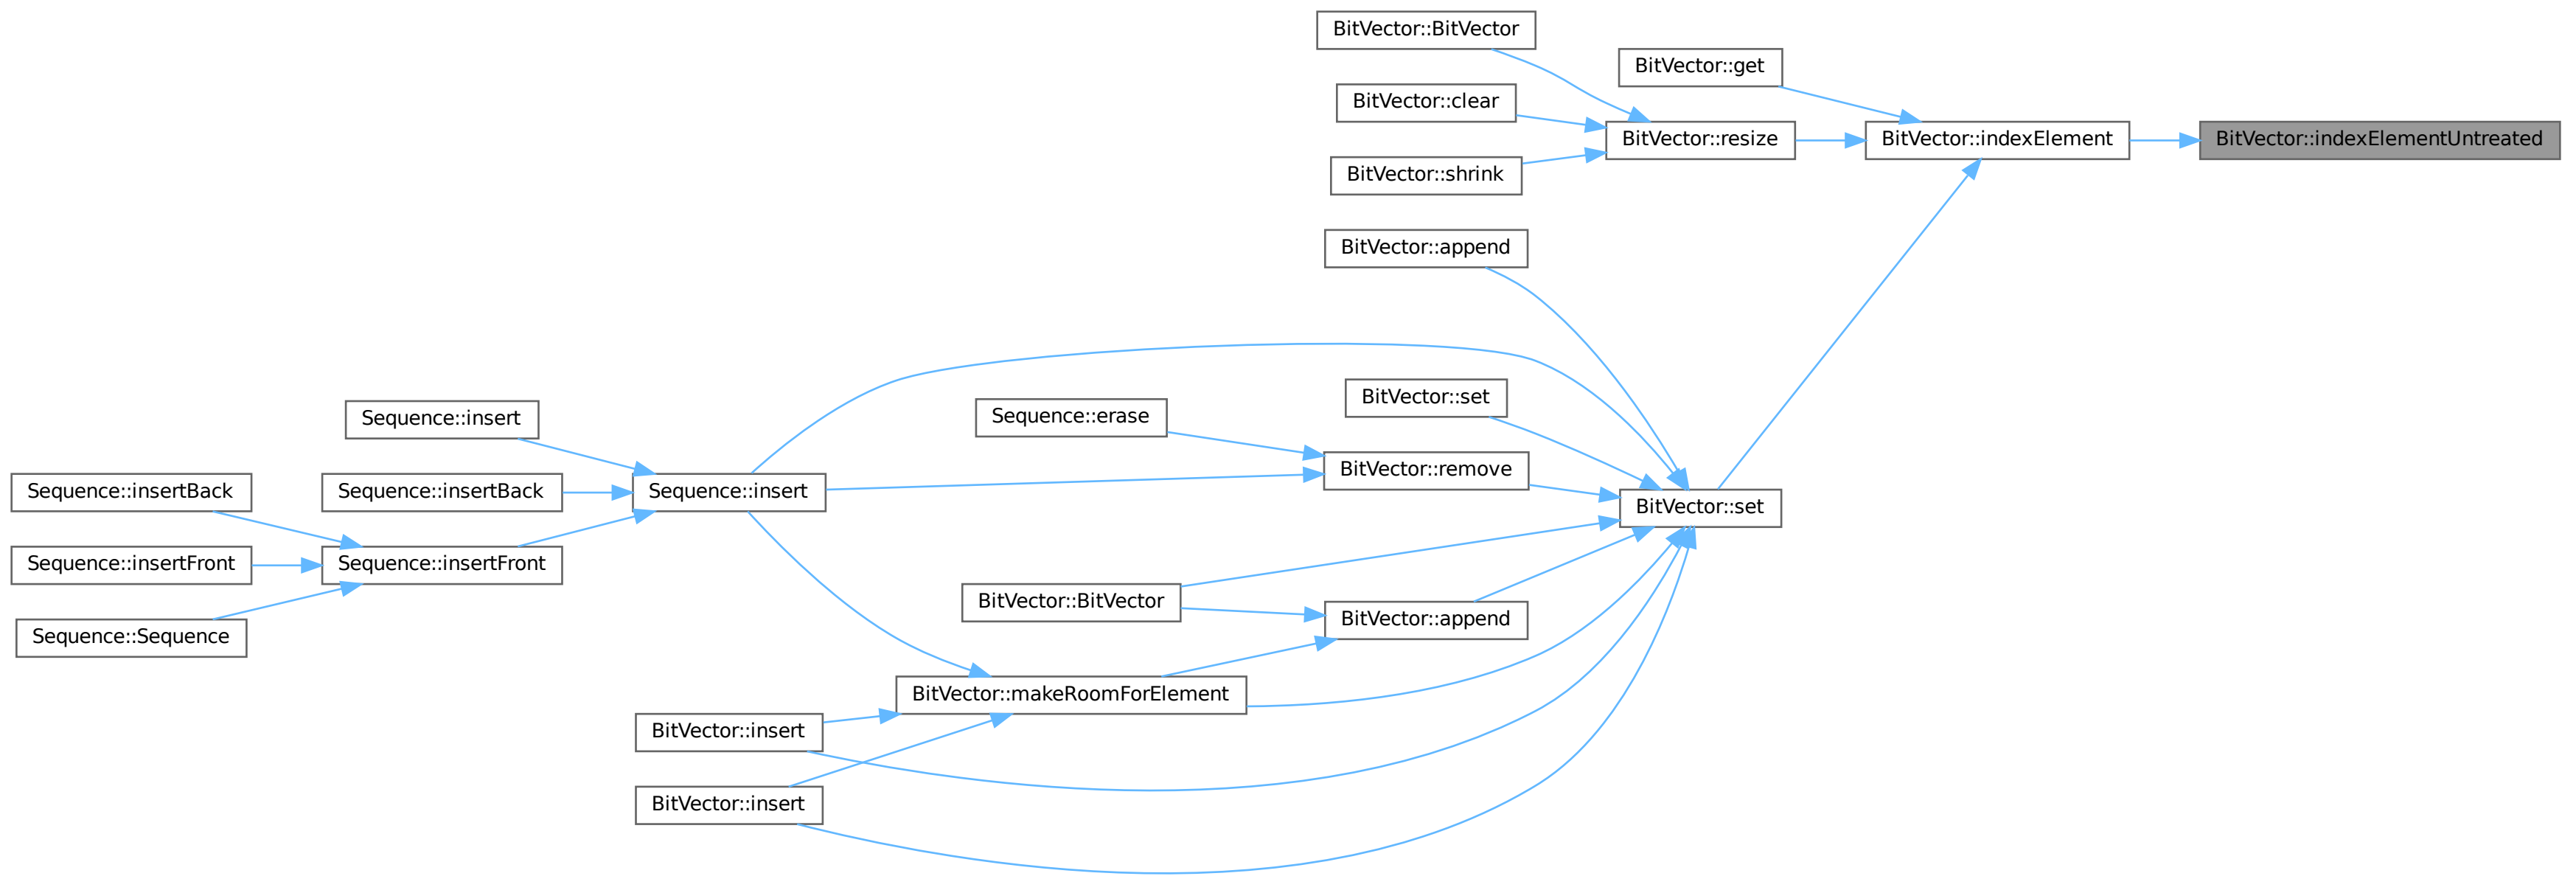 BitVector::BitVector
BitVector::get
BitVector::clear
BitVector::resize
BitVector::indexElement
BitVector::indexElementUntreated
BitVector::shrink
BitVector::append
BitVector::set
Sequence::erase
Sequence::insert
BitVector::remove
Sequence::insertBack
Sequence::insertBack
Sequence::insert
BitVector::set
Sequence::insertFront
Sequence::insertFront
BitVector::BitVector
BitVector::append
Sequence::Sequence
BitVector::makeRoomForElement
BitVector::insert
BitVector::insert